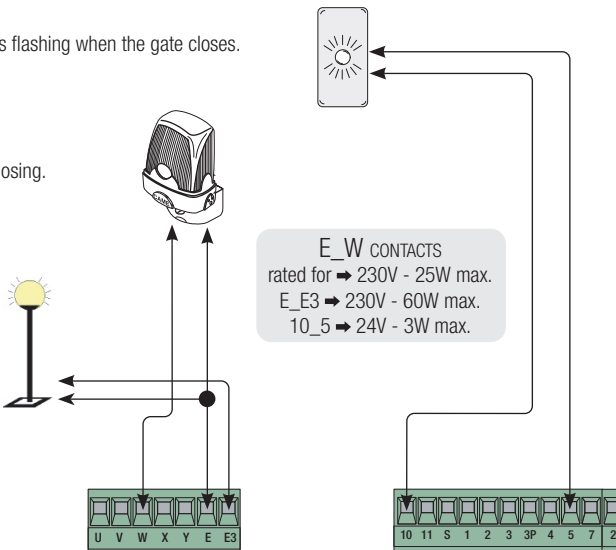 s flashing when the gate closes.
osing.
CAME
E_W CONTACTS
rated for ➡ 230V - 25W max.
E_E3 ➡ 230V - 60W max.
10_5 ➡ 24V - 3W max.
U V W X Y E E3
10 11 S 1 2 3 3P 4 5 7 2